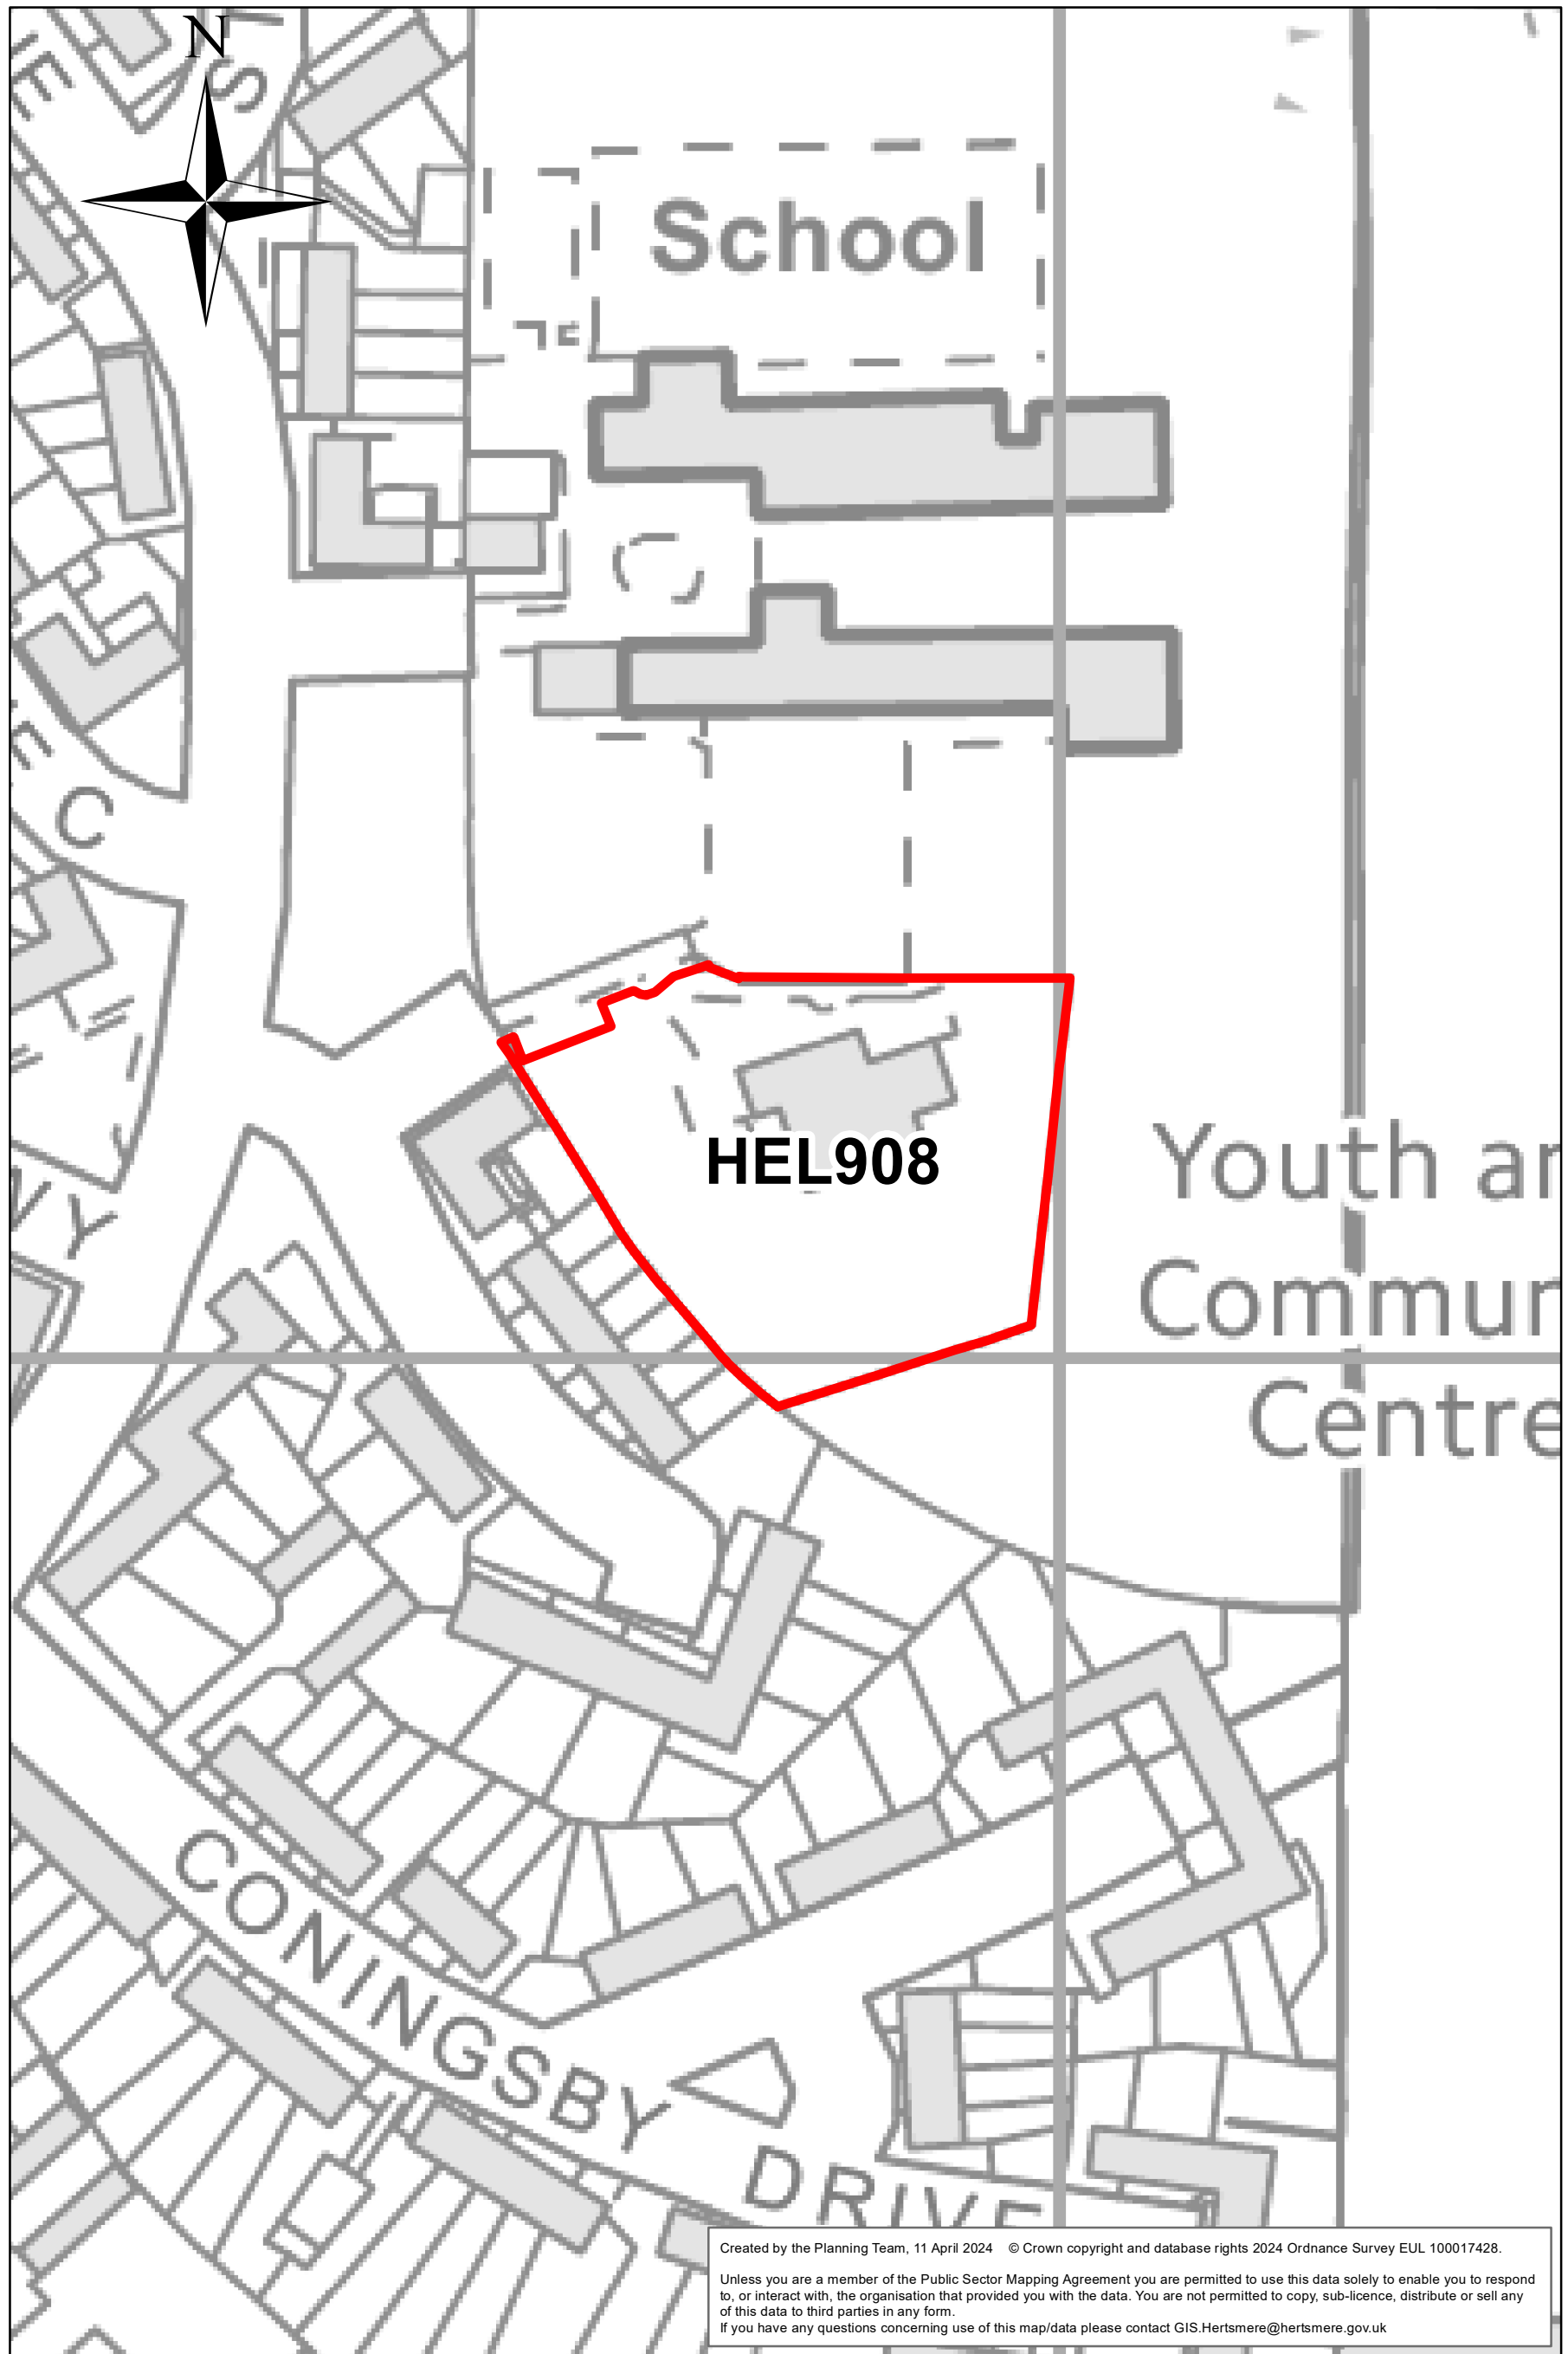 N
School
C
HEL908
Youth
Centre
CONINGSBY
DRIVE
Created by the Planning Team, 11 April 2024 © Crown copyright and database rights 2024 Ordnance Survey EUL 100017428.
Unless you are a member of the Public Sector Mapping Agreement you are permitted to use this data solely to enable you to respond
to, or interact with, the organisation that provided you with the data. You are not permitted to copy, sub-licence, distribute or sell any
of this data to third parties in any form.
If you have any questions concerning use of this map/data please contact GIS.Hertsmere@hertsmere.gov.uk